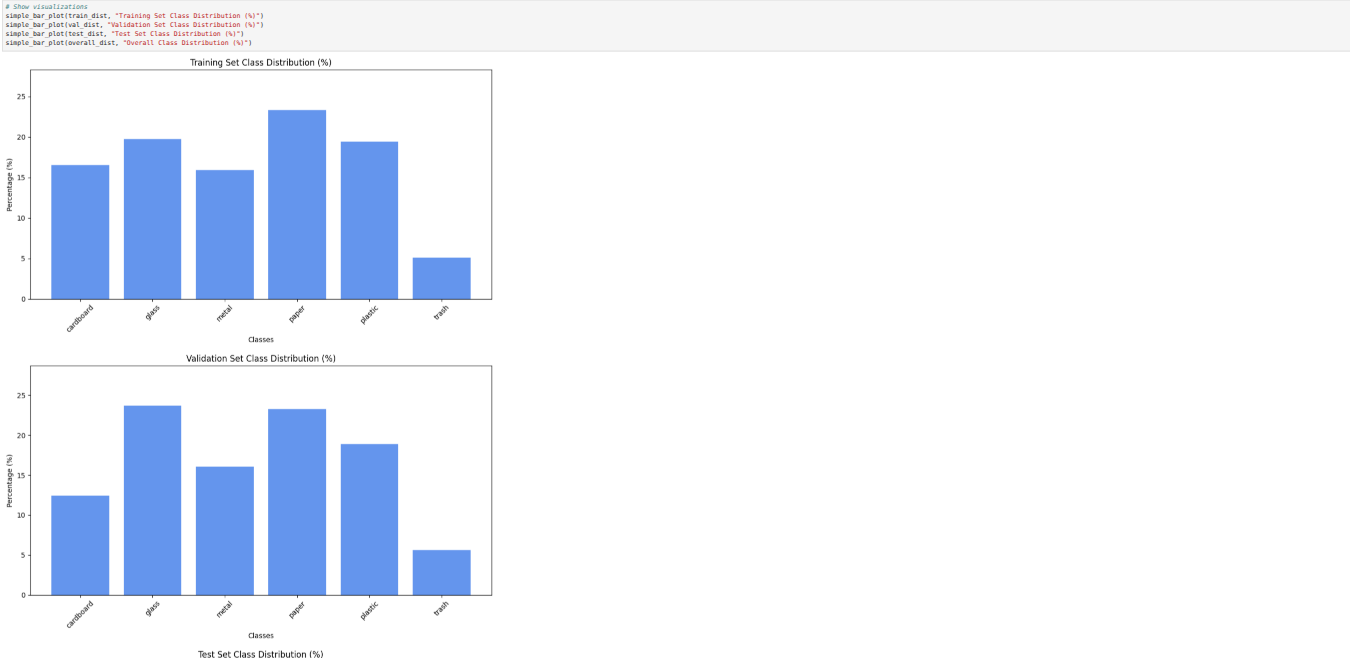 # Show visualizations
simple_bar_plot(train_dist, "Training Set Class Distribution (%)")
simple_bar_plot(val_dist, "Validation Set Class Distribution (%)")
simple_bar_plot(test_dist, "Test Set Class Distribution (%)")
simple_bar_plot(overall_dist, "Overall Class Distribution (%)")
Training Set Class Distribution (%)
Percentage (%)
25
20
15
10
5
0
cardboard
glass
metal
paper
plastic
trash
Classes
Validation Set Class Distribution (%)
Percentage (%)
25
20
15
10
5
0
cardboard
glass
metal
paper
plastic
trash
Classes
Test Set Class Distribution (%)